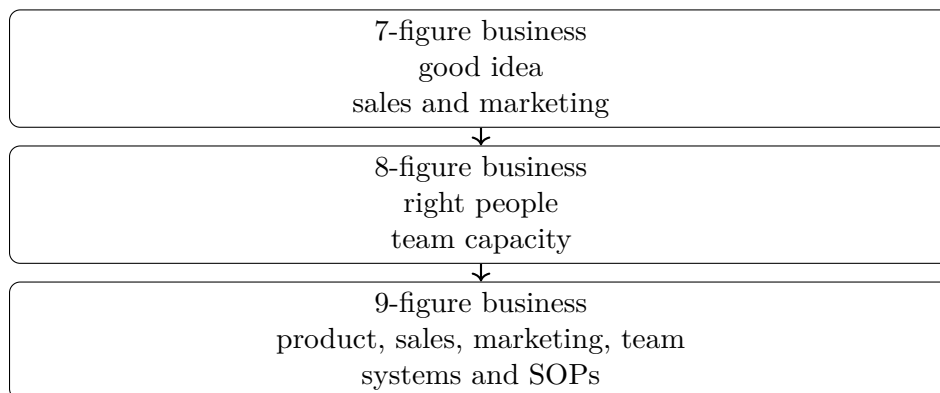 7-figure business
good idea
sales and marketing
8-figure business
right people
team capacity
9-figure business
product, sales, marketing, team
systems and SOPs